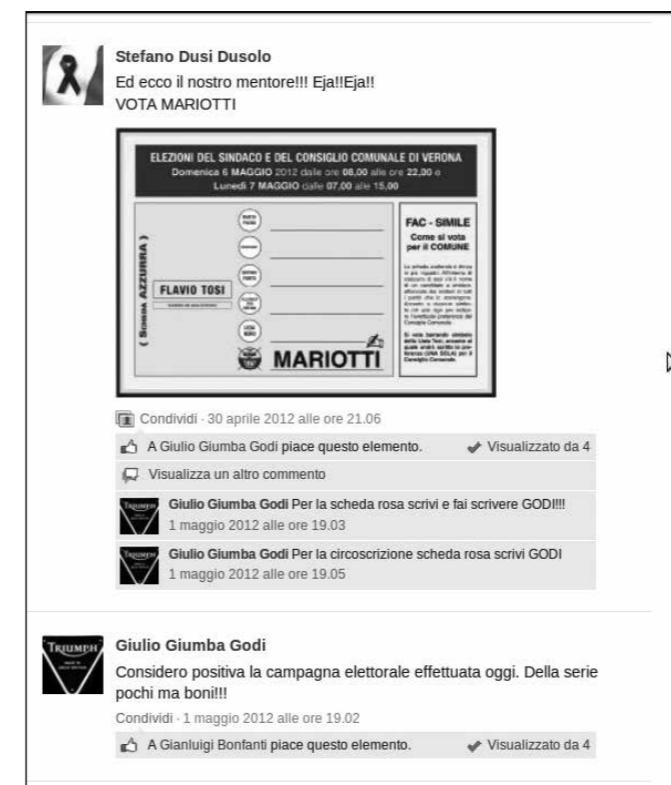 Stefano Dusi Dusolo
Ed ecco il nostro mentore!!! Eja!!Eja!!
VOTA MARIOTTI
ELEZIONI DEL SINDACO E DEL CONSIGLIO COMUNALE DI VERONA
Domenica 6 MAGGIO 2012 dalle ore 08,00 alle ore 22,00 e
Lunedì 7 MAGGIO dalle 07,00 alle 15,00
( Scheda AZZURRA )
FLAVIO TOSI
MARIOTTI
FAC - SIMILE
Come si vota
per il COMUNE
Condividi · 30 aprile 2012 alle ore 21.06
A Giulio Giumba Godi piace questo elemento.
Visualizzato da 4
Visualizza un altro commento
Giulio Giumba Godi Per la scheda rosa scrivi e fai scrivere GODI!!!
1 maggio 2012 alle ore 19.03
Giulio Giumba Godi Per la circoscrizione scheda rosa scrivi GODI
1 maggio 2012 alle ore 19.05
TRIUMPH
Giulio Giumba Godi
Considero positiva la campagna elettorale effettuata oggi. Della serie
pochi ma boni!!!
Condividi · 1 maggio 2012 alle ore 19.02
A Gianluigi Bonfanti piace questo elemento.
Visualizzato da 4